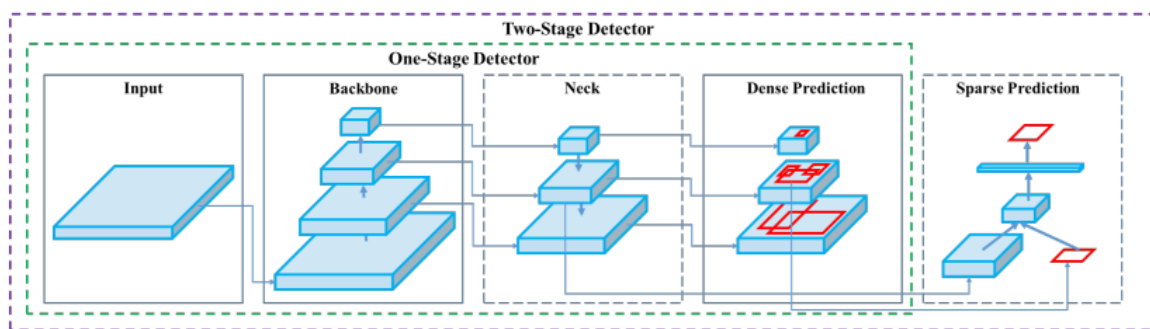 Two-Stage Detector
One-Stage Detector
Input
Backbone
Neck
Dense Prediction
Sparse Prediction